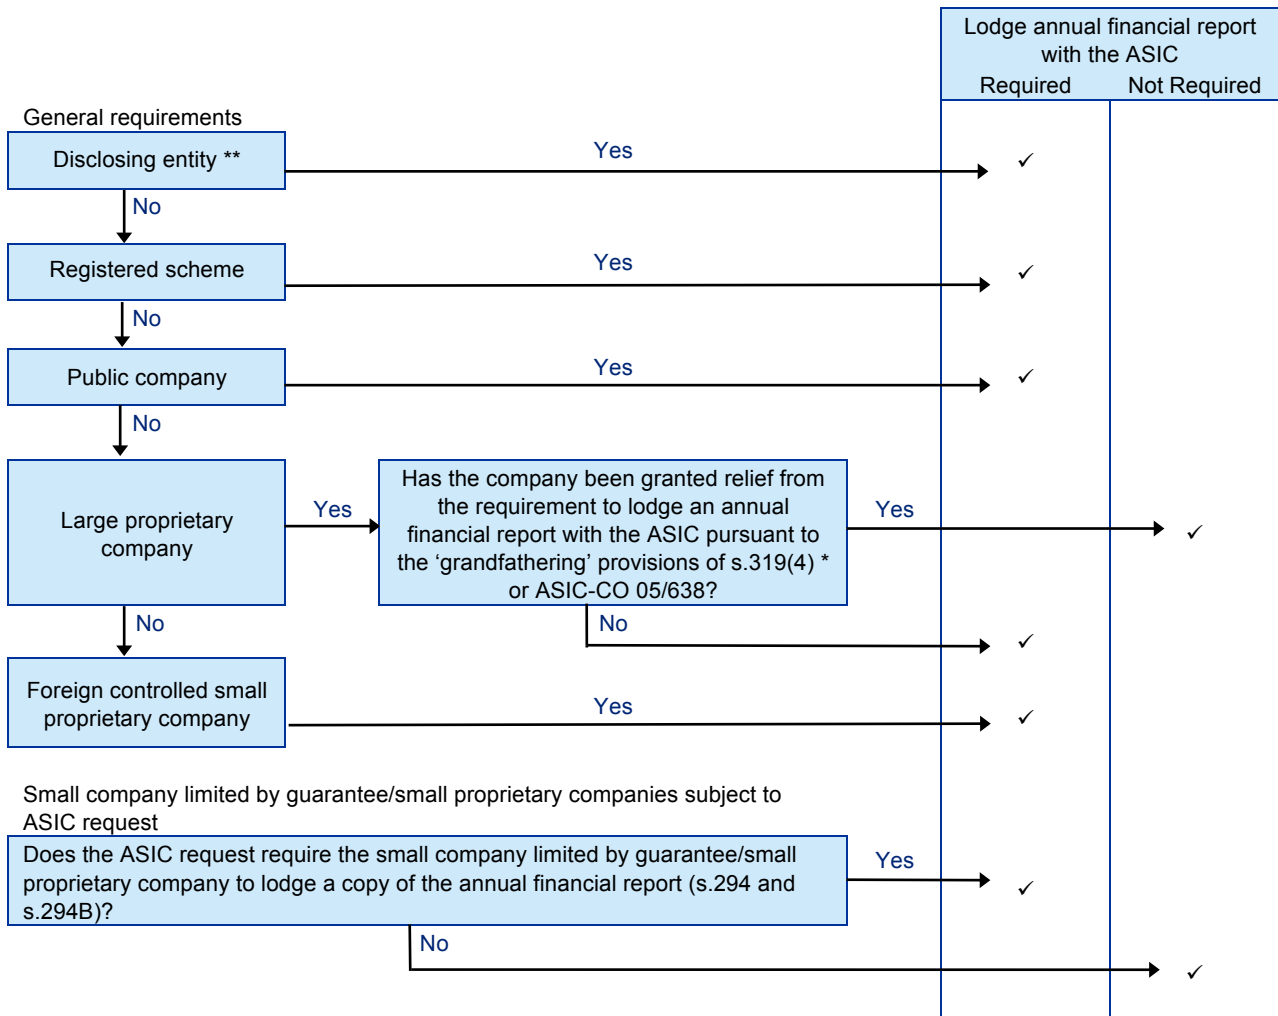 Lodge annual financial report
with the ASIC
Required
Not Required
General requirements
Disclosing entity **
Yes
✓
No
Registered scheme
Yes
✓
No
Public company
Yes
✓
No
Large proprietary
company
Yes
Has the company been granted relief from
the requirement to lodge an annual
financial report with the ASIC pursuant to
the ‘grandfathering’ provisions of s.319(4) *
or ASIC-CO 05/638?
Yes
✓
No
✓
No
Foreign controlled small
proprietary company
Yes
✓
Small company limited by guarantee/small proprietary companies subject to
ASIC request
Does the ASIC request require the small company limited by guarantee/small
proprietary company to lodge a copy of the annual financial report (s.294 and
s.294B)?
Yes
✓
No
✓